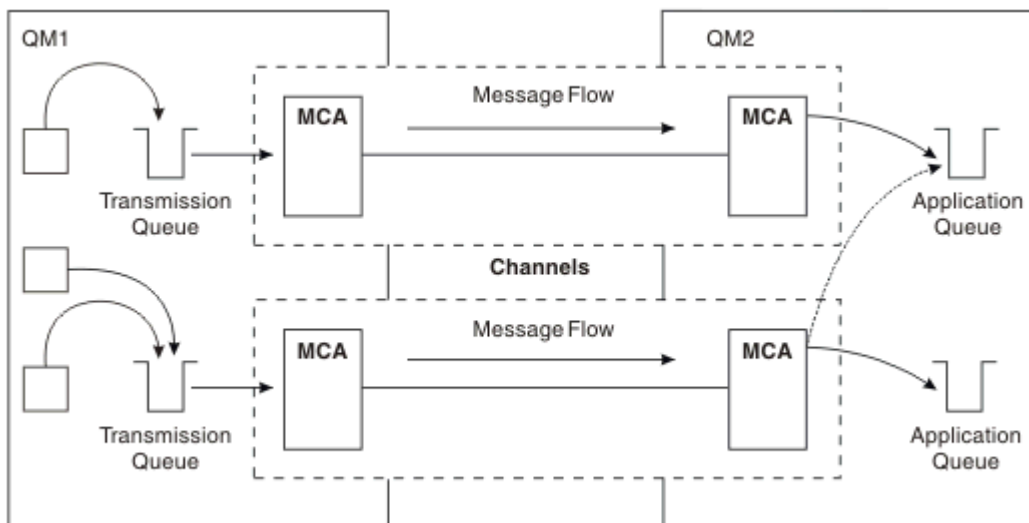 QM1
QM2
MCA
Message Flow
MCA
Transmission
Queue
Application
Queue
Channels
MCA
Message Flow
MCA
Transmission
Queue
Application
Queue